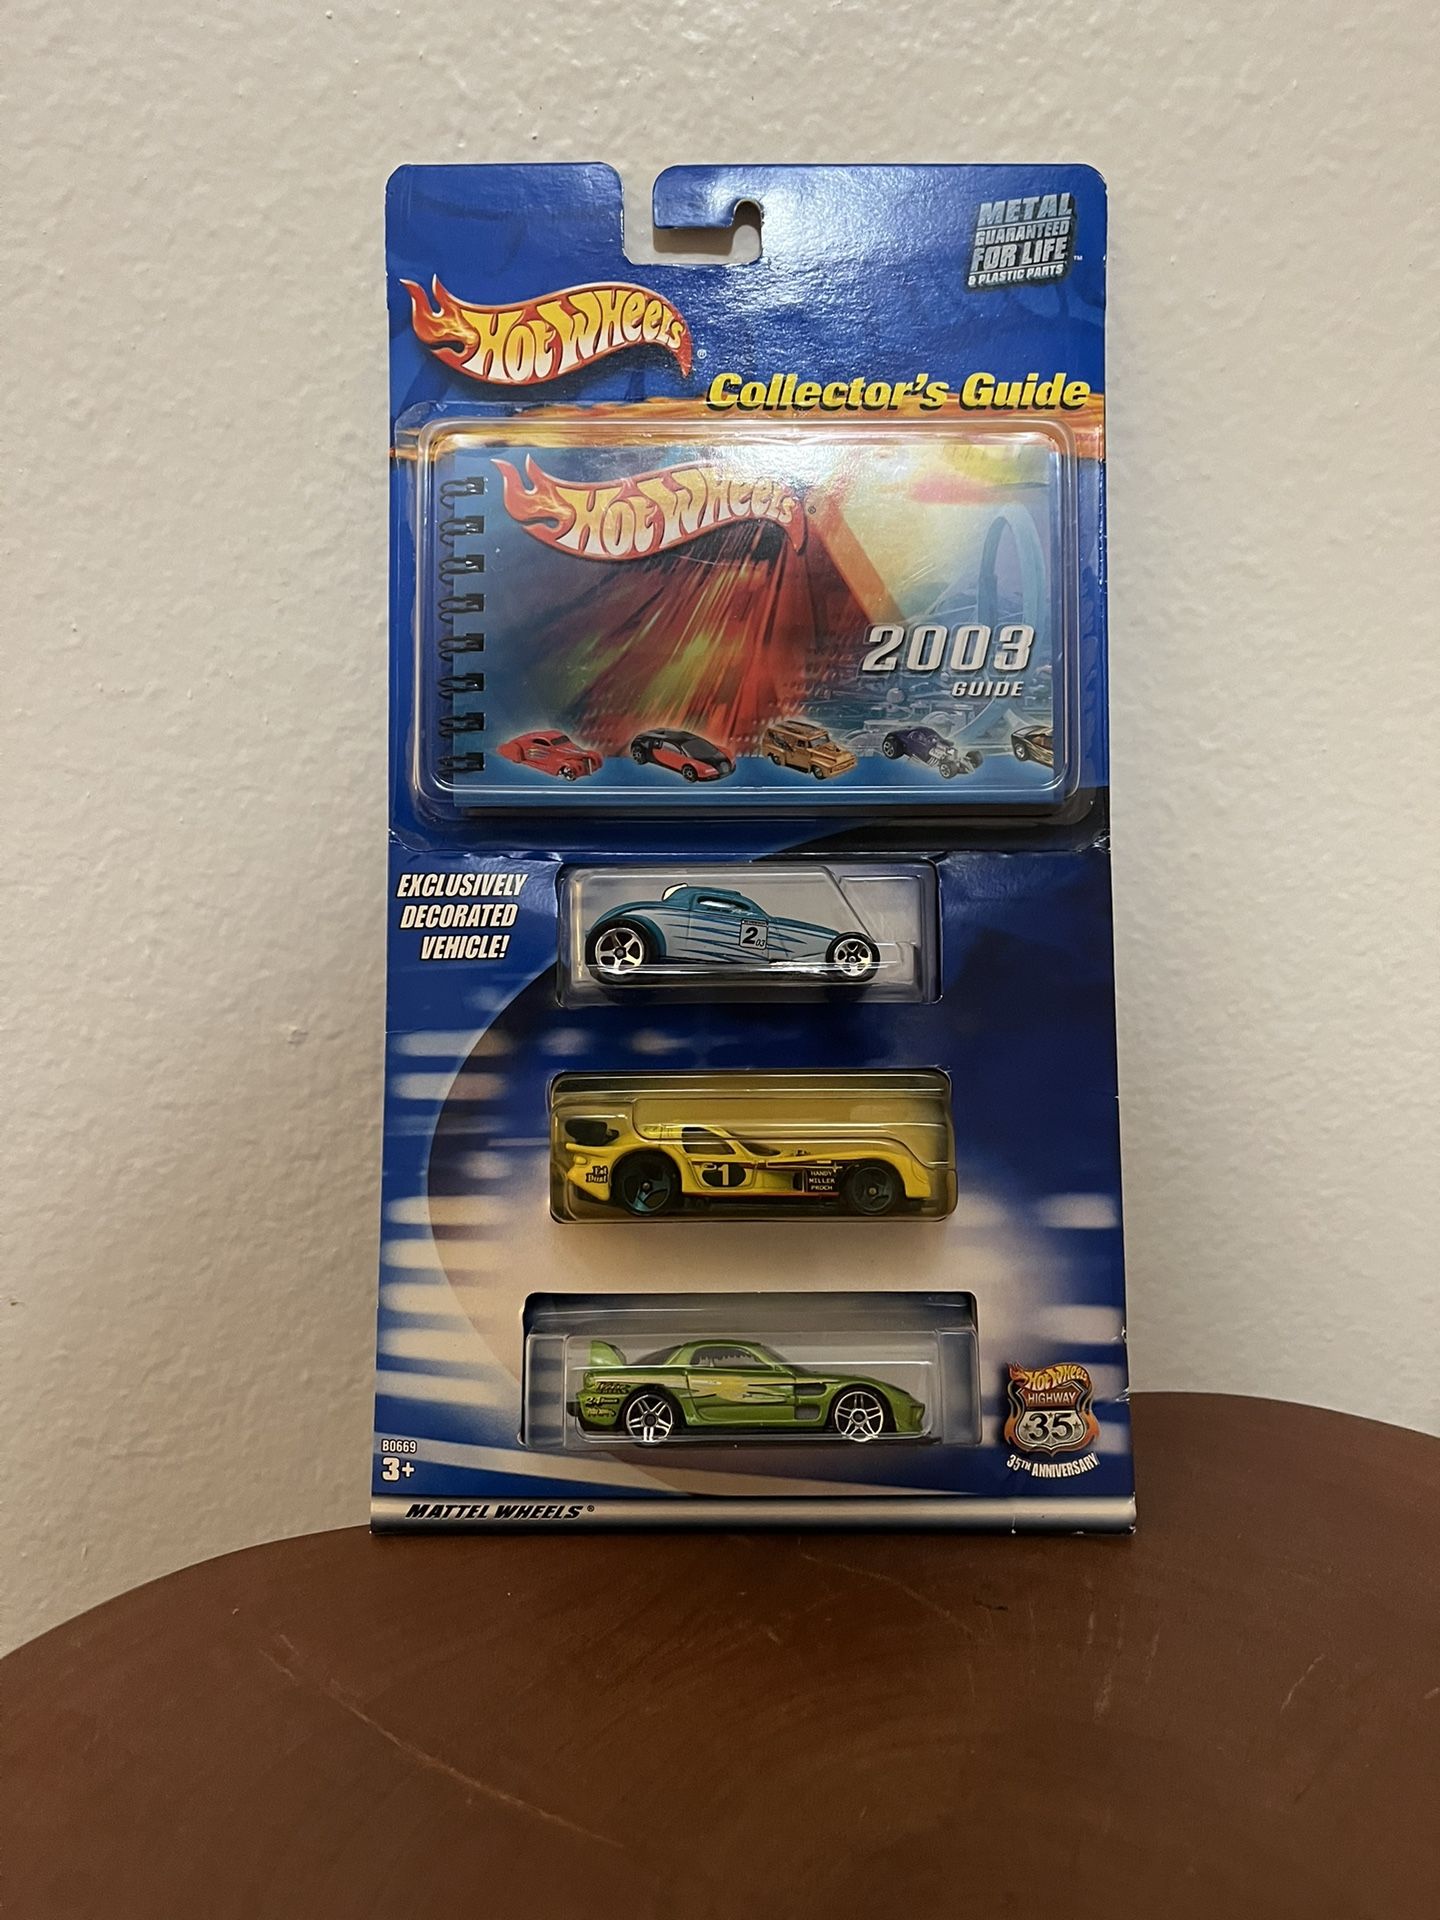 METAL
GUARANTEED
FOR LIFE
& PLASTIC PARTS™
HOT WHEELS®
Collector's Guide
HOT WHEELS®
2003
GUIDE
EXCLUSIVELY
DECORATED
VEHICLE!
2 03
1
HANDY
MILLER
PROCH
B0669
3+
HOT WHEELS
HIGHWAY
35
35TH ANNIVERSARY
MATTEL WHEELS®